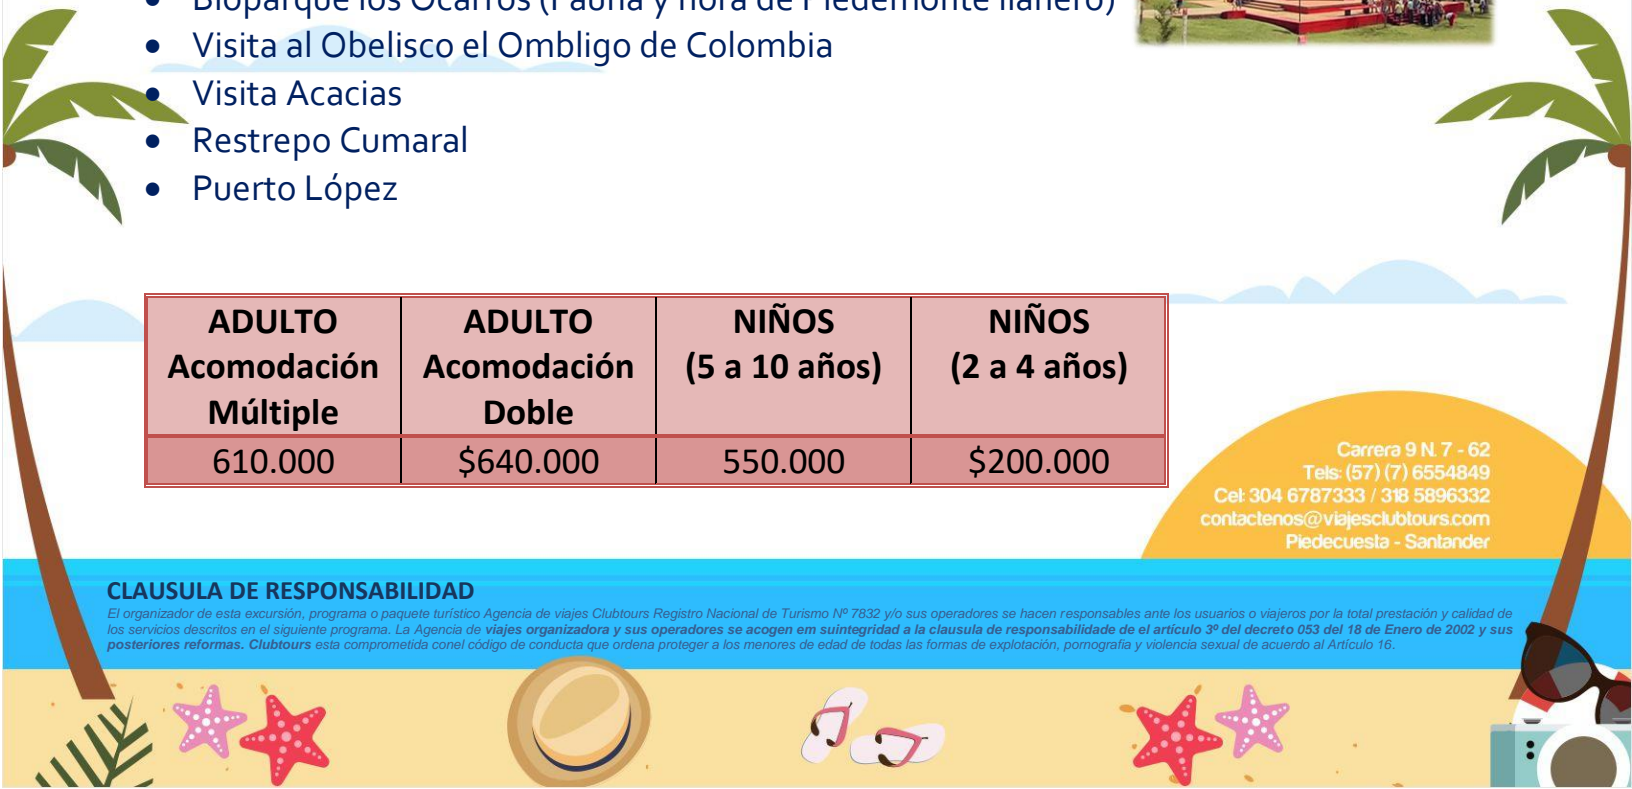 Bioparque los Ocarros (Fauna y flora de Piedemonte llanero)
Visita al Obelisco el Ombligo de Colombia
Visita Acacias
Restrepo Cumaral
Puerto López
ADULTO Acomodación Múltiple
ADULTO Acomodación Doble
NIÑOS (5 a 10 años)
NIÑOS (2 a 4 años)
610.000 $640.000 550.000 $200.000
Carrera 9 N. 7 - 62
Tels: (57) (7) 6554849
Cel: 304 6787333 / 318 5896332
contactenos@viajesclubtours.com
Piedecuesta - Santander
CLAUSULA DE RESPONSABILIDAD
El organizador de esta excursión, programa o paquete turístico Agencia de viajes Clubtours Registro Nacional de Turismo Nº 7832 y/o sus operadores se hacen responsables ante los usuarios o viajeros por la total prestación y calidad de
los servicios descritos en el siguiente programa. La Agencia de viajes organizadora y sus operadores se acogen em suintegridad a la clausula de responsabilidade de el artículo 3º del decreto 053 del 18 de Enero de 2002 y sus
posteriores reformas. Clubtours esta comprometida conel código de conducta que ordena proteger a los menores de edad de todas las formas de explotación, pornografia y violencia sexual de acuerdo al Artículo 16.